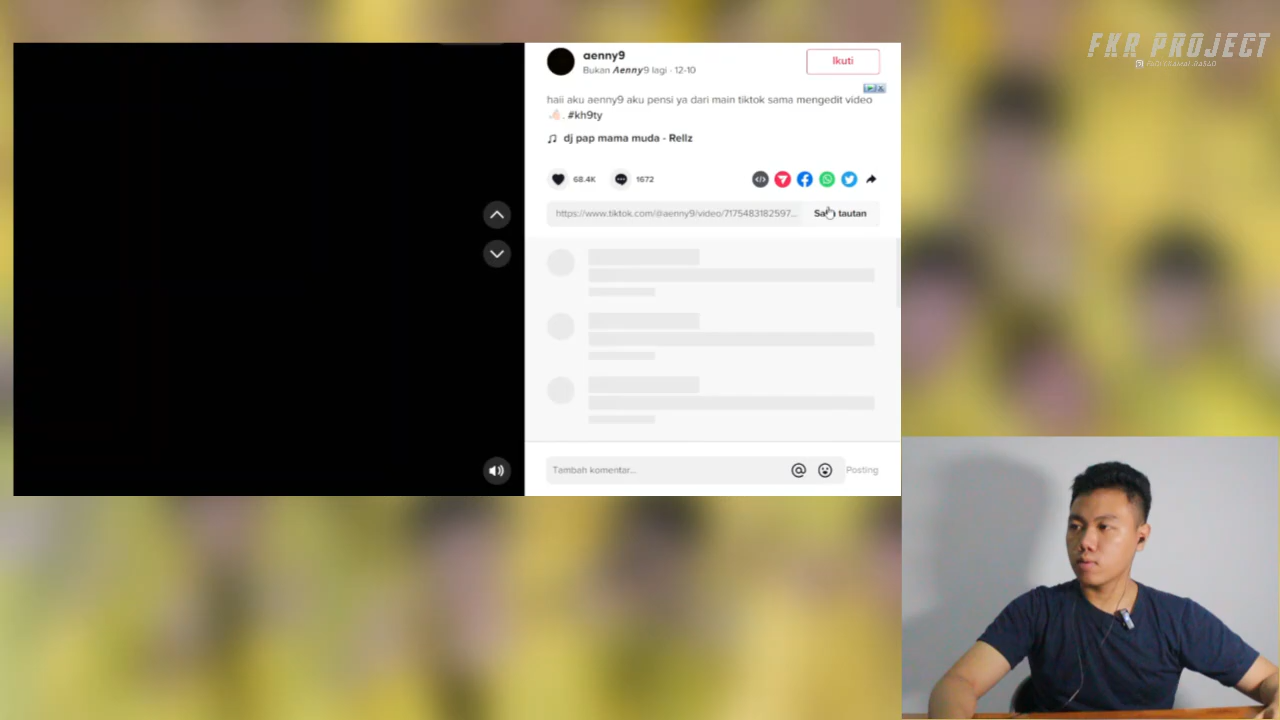 FKR PROJECT
aenny9
Bukan Aenny9 lagi · 12-10
Ikuti
haii aku aenny9 aku pensi ya dari main tiktok sama mengedit video
. #kh9ty
dj pap mama muda - Rellz
68.4K
1672
https://www.tiktok.com/@aenny9/video/7175483182597...
tautan
Tambah komentar...
Posting